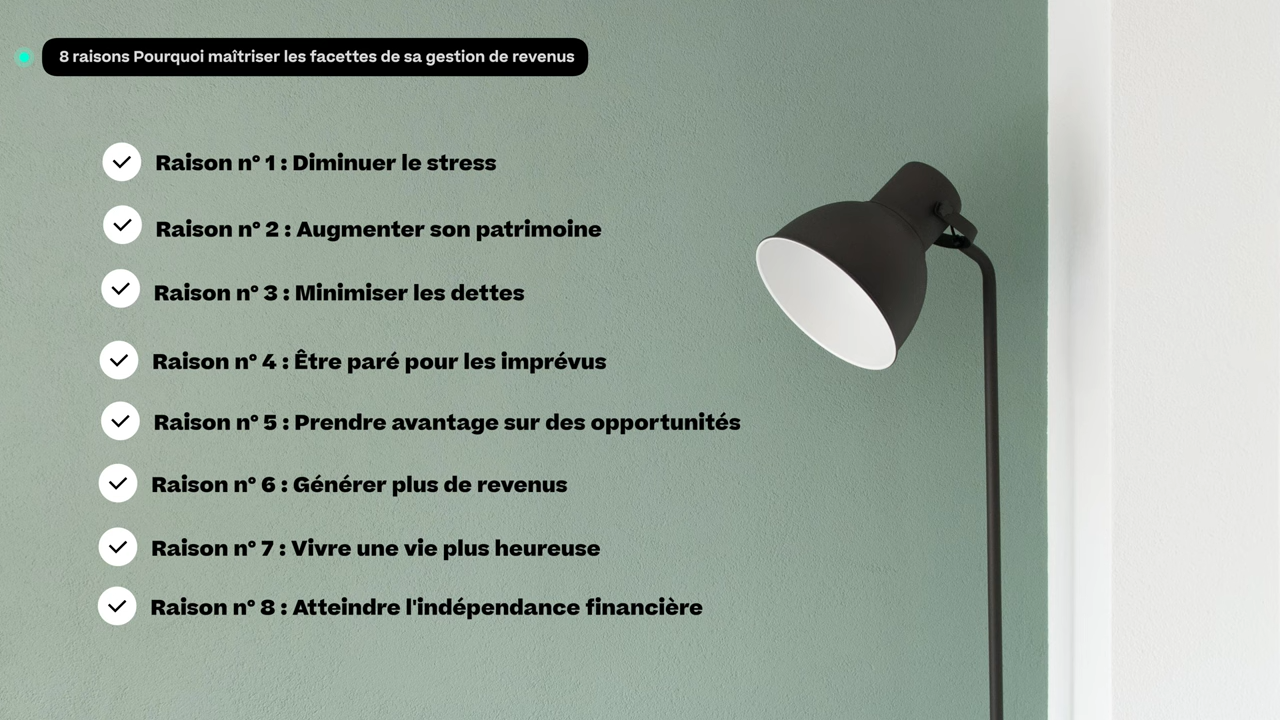 8 raisons Pourquoi maîtriser les facettes de sa gestion de revenus
Raison n° 1 : Diminuer le stress
Raison n° 2 : Augmenter son patrimoine
Raison n° 3 : Minimiser les dettes
Raison n° 4 : Être paré pour les imprévus
Raison n° 5 : Prendre avantage sur des opportunités
Raison n° 6 : Générer plus de revenus
Raison n° 7 : Vivre une vie plus heureuse
Raison n° 8 : Atteindre l'indépendance financière